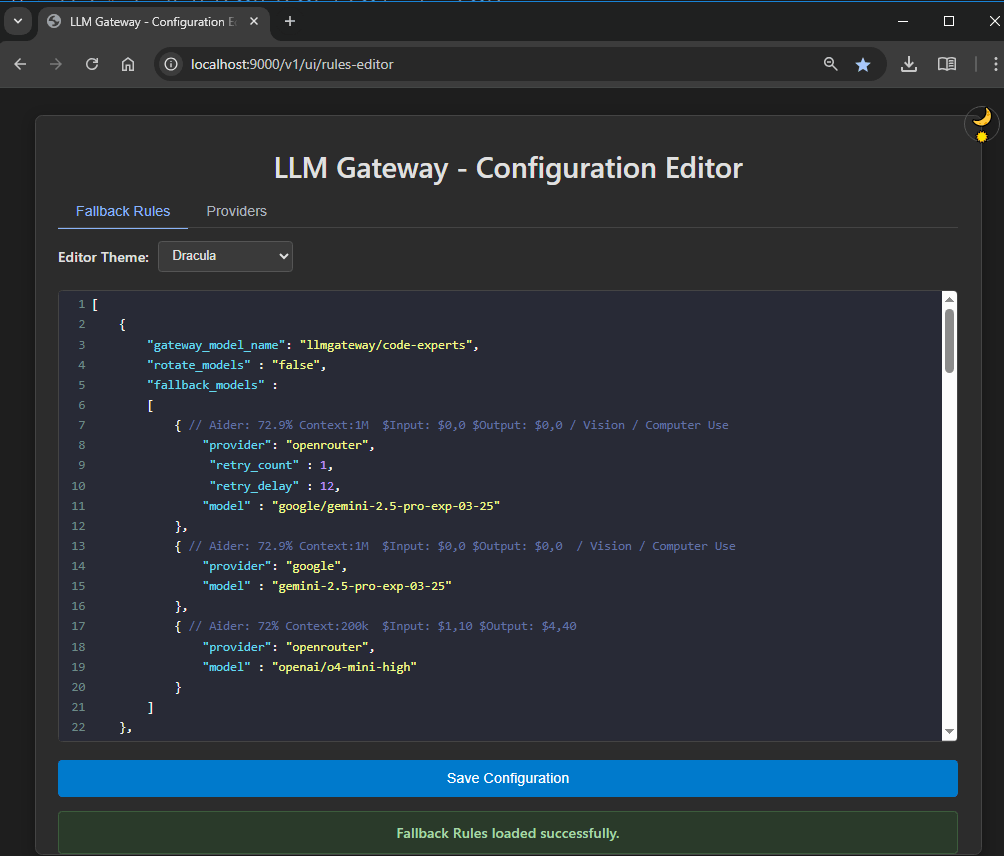 LLM Gateway - Configuration E
localhost:9000/v1/ui/rules-editor
LLM Gateway - Configuration Editor
Fallback Rules Providers
Editor Theme: Dracula
1 [
2 {
3 "gateway_model_name": "llmgateway/code-experts",
4 "rotate_models" : "false",
5 "fallback_models" :
6 [
7 { // Aider: 72.9% Context:1M $Input: $0,0 $Output: $0,0 / Vision / Computer Use
8 "provider": "openrouter",
9 "retry_count" : 1,
10 "retry_delay" : 12,
11 "model" : "google/gemini-2.5-pro-exp-03-25"
12 },
13 { // Aider: 72.9% Context:1M $Input: $0,0 $Output: $0,0 / Vision / Computer Use
14 "provider": "google",
15 "model" : "gemini-2.5-pro-exp-03-25"
16 },
17 { // Aider: 72% Context:200k $Input: $1,10 $Output: $4,40
18 "provider": "openrouter",
19 "model" : "openai/o4-mini-high"
20 }
21 ]
22 },
Save Configuration
Fallback Rules loaded successfully.